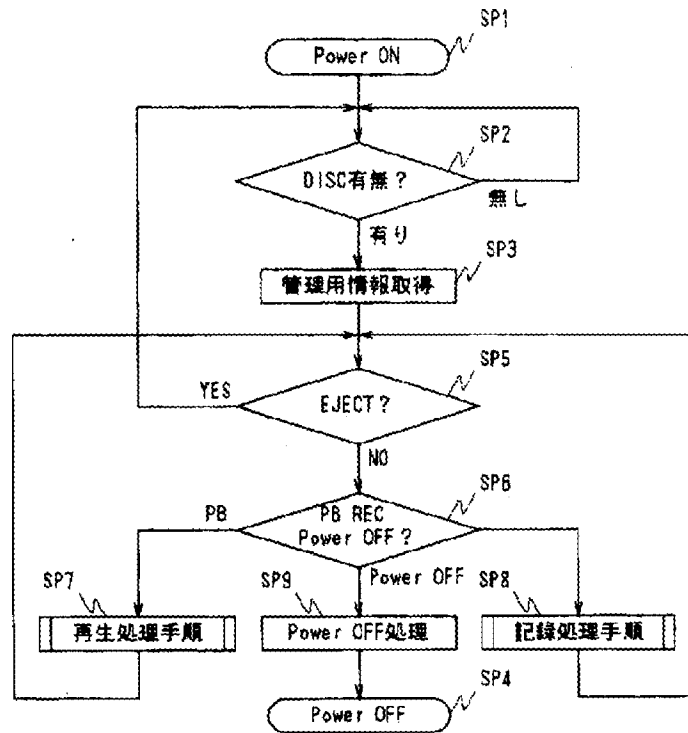 SP1
Power ON
SP2
DISC有無？
無し
有り
SP3
管理用情報取得
SP5
YES
EJECT？
NO
SP6
PB
PB REC
Power OFF？
Power OFF
SP7
SP9
SP8
再生処理手順
Power OFF処理
記録処理手順
SP4
Power OFF